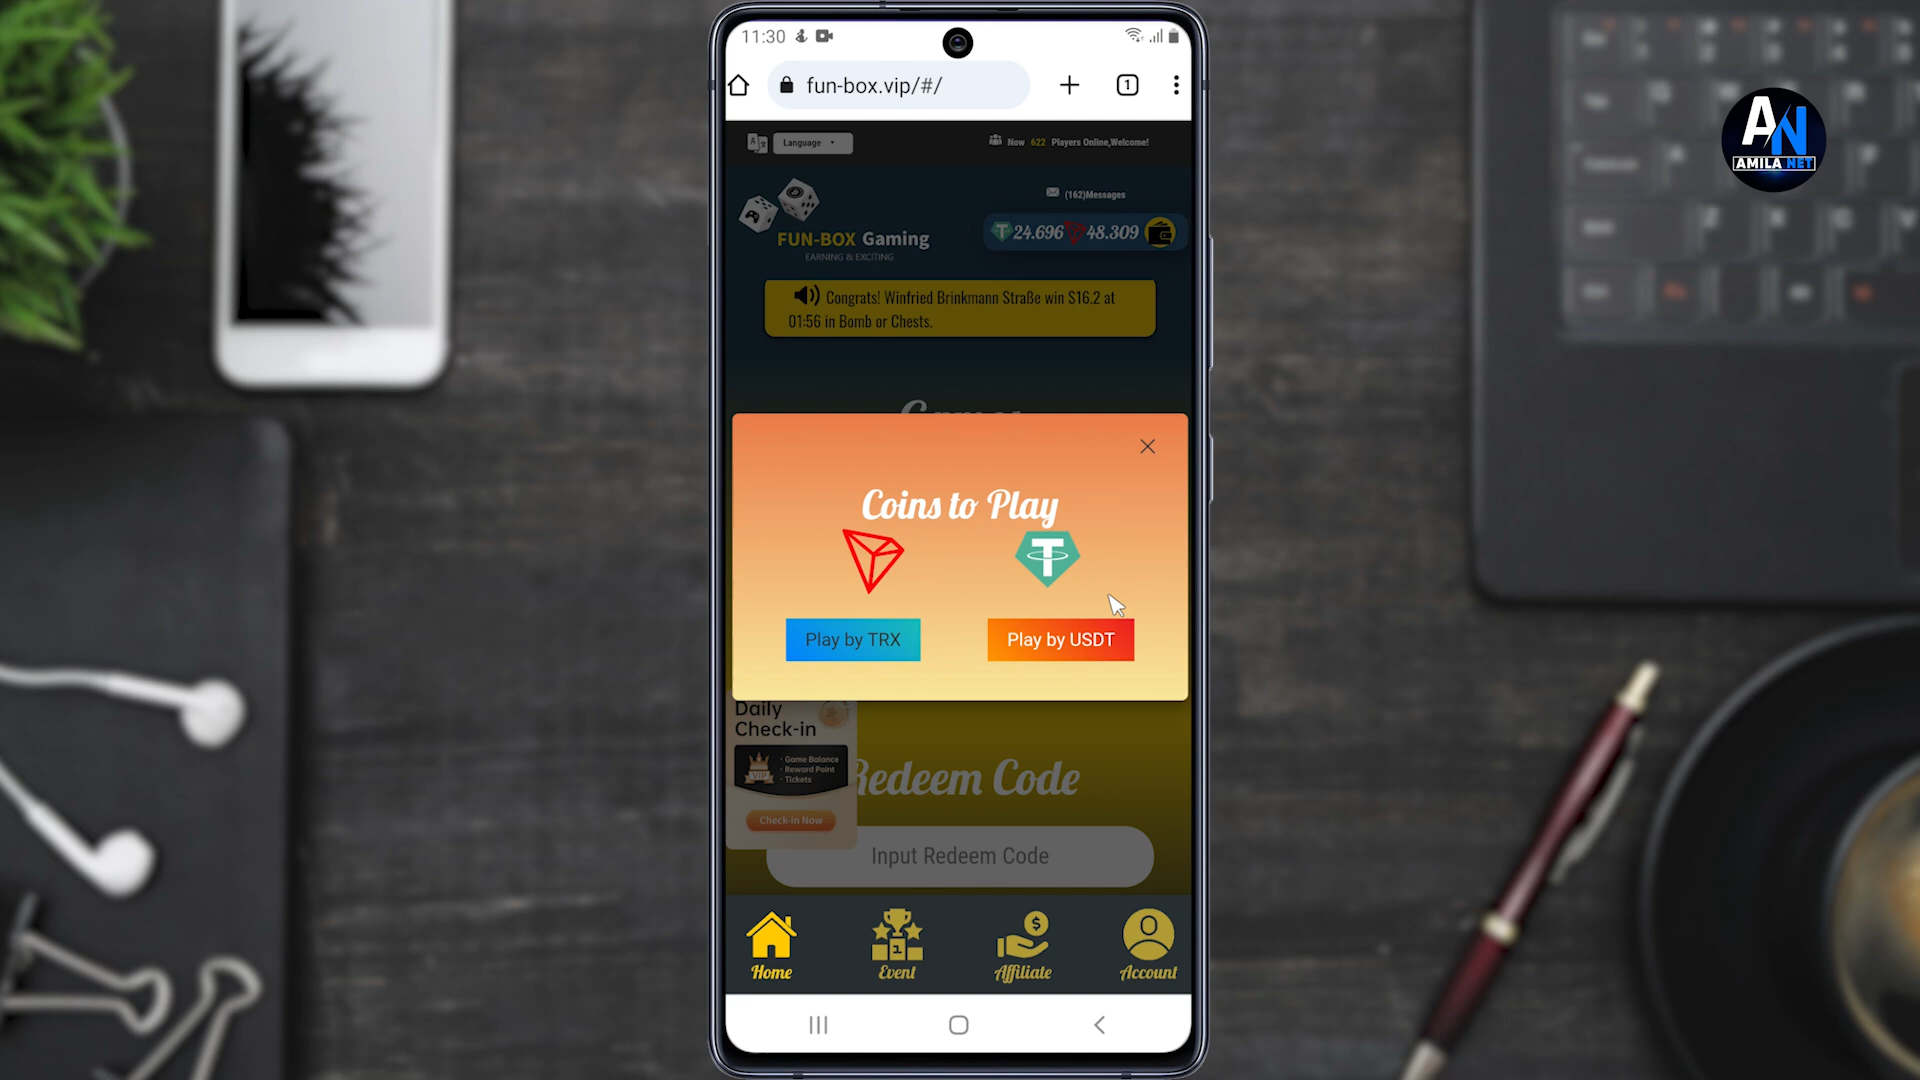 11:30
fun-box.vip/#/
1
Language
Now 622 Players Online,Welcome!
(162)Messages
24.696 48.309
FUN-BOX Gaming
EARNING & EXCITING
Congrats! Winfried Brinkmann Straße win $16.2 at
01:56 in Bomb or Chests.
Coins to Play
Play by TRX
Play by USDT
Daily
Check-in
VIP
· Game Balance
· Reward Point
· Tickets
Check-in Now
Redeem Code
Input Redeem Code
Home
Event
Affiliate
Account
AN
AMILA NET